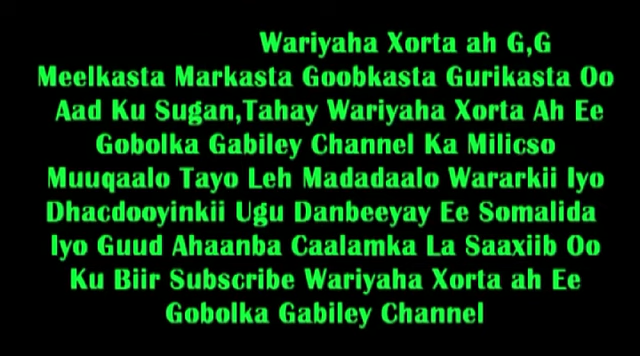 Wariyaha Xorta ah G,G
Meelkasta Markasta Goobkasta Gurikasta Oo
Aad Ku Sugan,Tahay Wariyaha Xorta Ah Ee
Gobolka Gabiley Channel Ka Milicso
Muuqaalo Tayo Leh Madadaalo Wararkii Iyo
Dhacdooyinkii Ugu Danbeeyay Ee Somalida
Iyo Guud Ahaanba Caalamka La Saaxiib Oo
Ku Biir Subscribe Wariyaha Xorta ah Ee
Gobolka Gabiley Channel